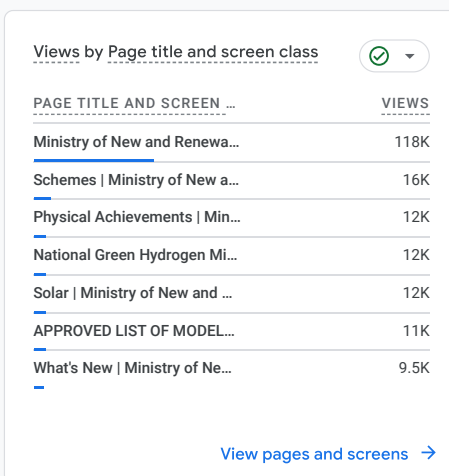 Views by Page title and screen class
PAGE TITLE AND SCREEN … VIEWS
Ministry of New and Renewa… 118K
Schemes | Ministry of New a… 16K
Physical Achievements | Min… 12K
National Green Hydrogen Mi… 12K
Solar | Ministry of New and … 12K
APPROVED LIST OF MODEL… 11K
What's New | Ministry of Ne… 9.5K
View pages and screens